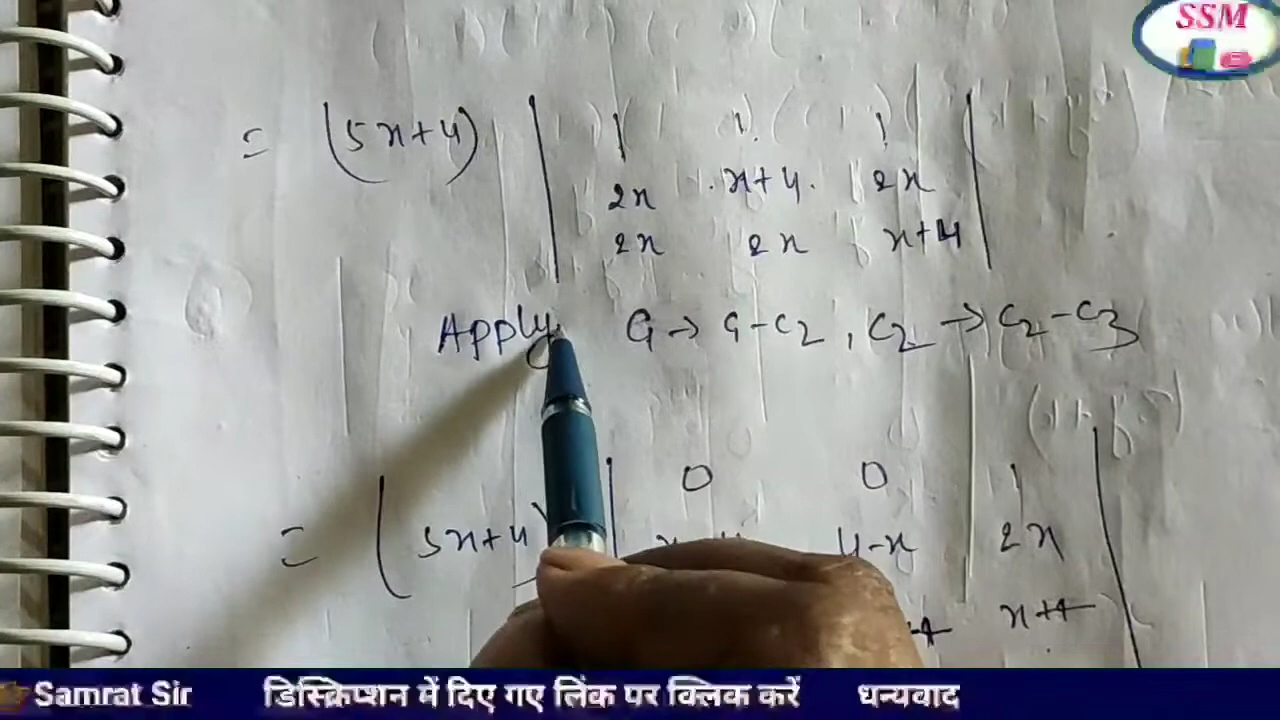 SSM
= (5x+4) | 1 1 1 |
2x x+4 2x
2x 2x x+4
Apply C1 → C1-C2 , C2 → C2-C3
= (5x+4) | 0 0 1 |
4-x 2x
x+4
Samrat Sir डिस्क्रिप्शन में दिए गए लिंक पर क्लिक करें धन्यवाद